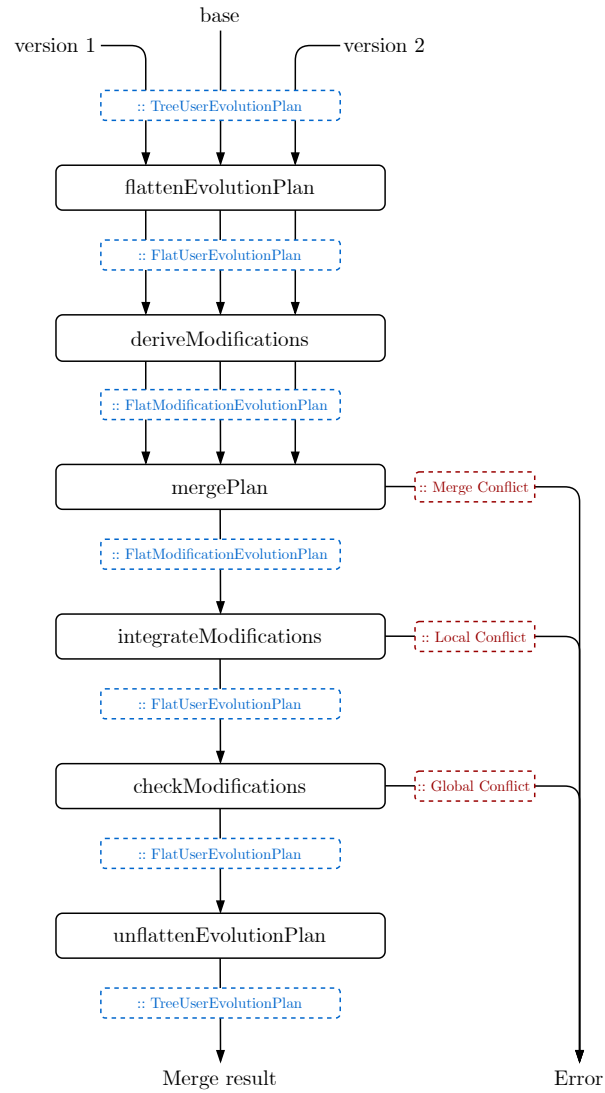 base
version 1
version 2
:: TreeUserEvolutionPlan
flattenEvolutionPlan
:: FlatUserEvolutionPlan
deriveModifications
:: FlatModificationEvolutionPlan
mergePlan
:: Merge Conflict
:: FlatModificationEvolutionPlan
integrateModifications
:: Local Conflict
:: FlatUserEvolutionPlan
checkModifications
:: Global Conflict
:: FlatUserEvolutionPlan
unflattenEvolutionPlan
:: TreeUserEvolutionPlan
Merge result
Error